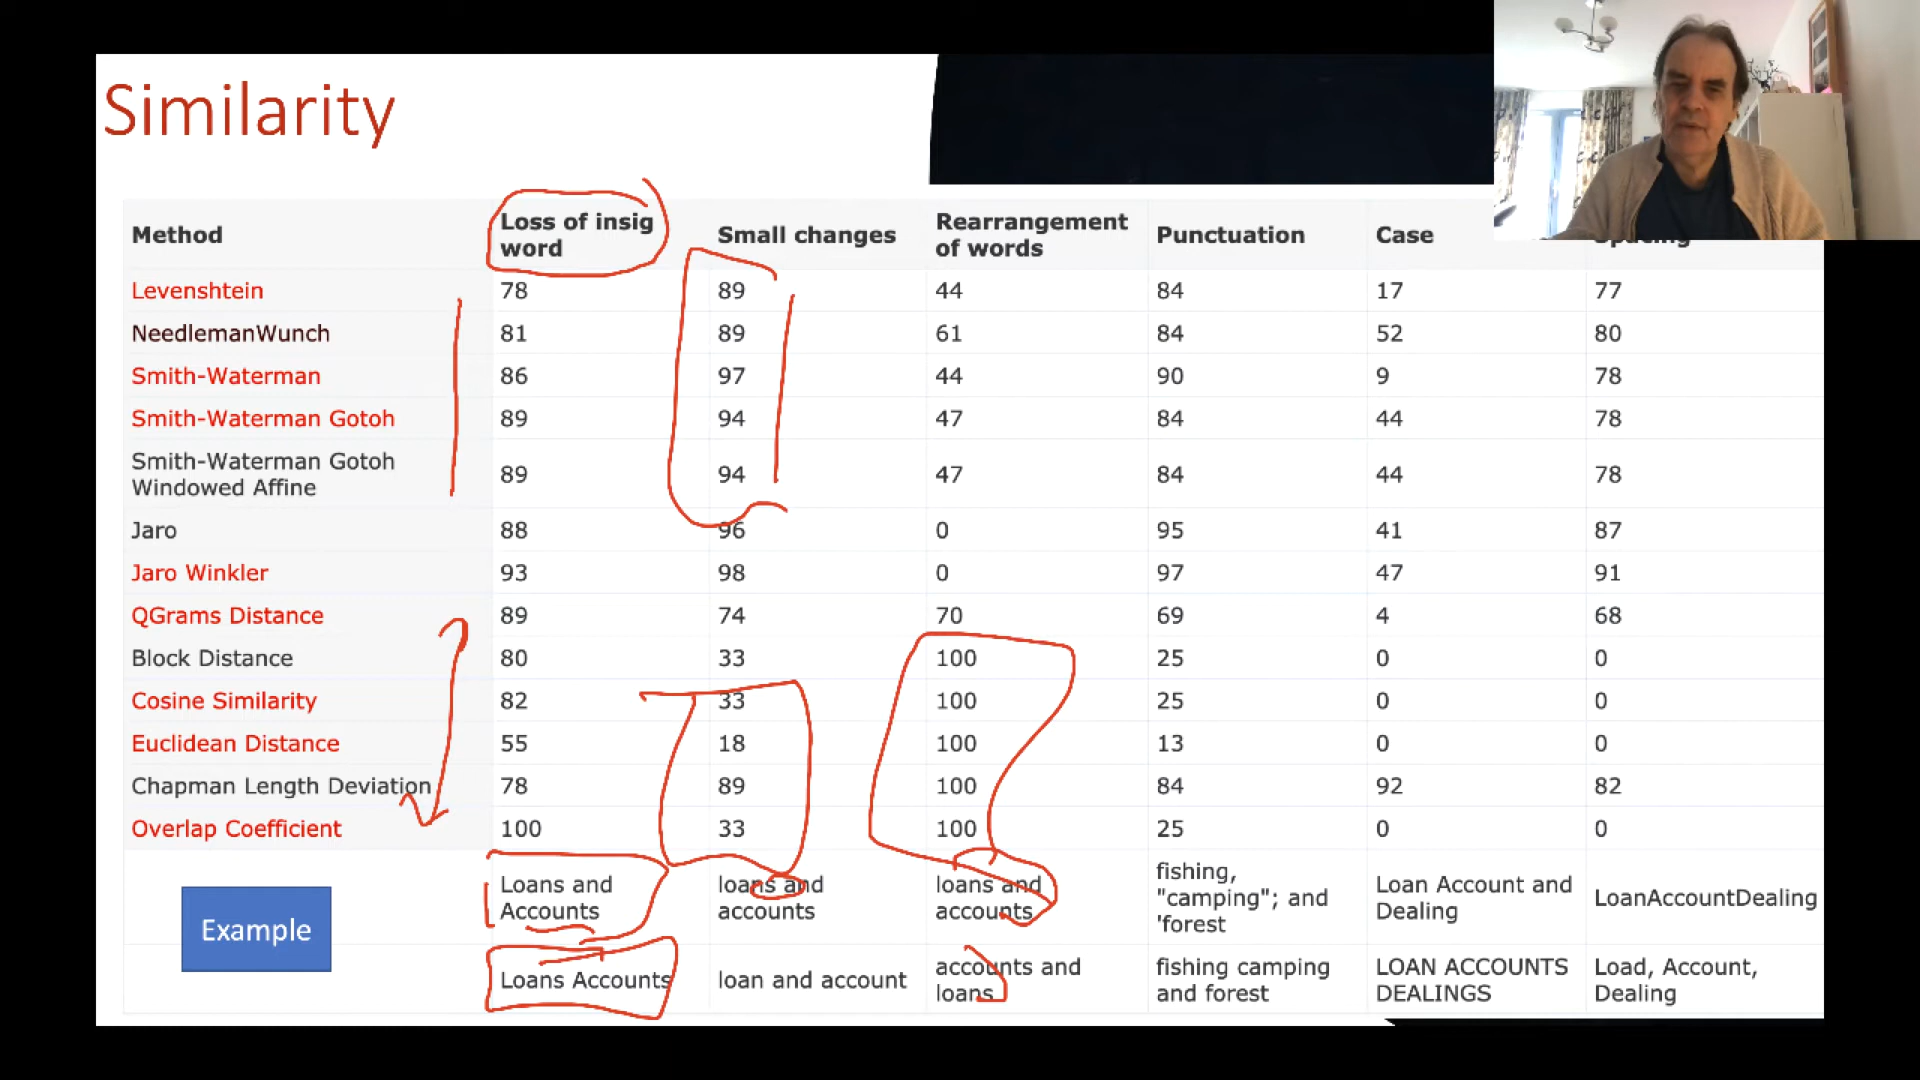 Similarity
Method Loss of insig word Small changes Rearrangement of words Punctuation Case Spacing
Levenshtein 78 89 44 84 17 77
NeedlemanWunch 81 89 61 84 52 80
Smith-Waterman 86 97 44 90 9 78
Smith-Waterman Gotoh 89 94 47 84 44 78
Smith-Waterman Gotoh Windowed Affine 89 94 47 84 44 78
Jaro 88 96 0 95 41 87
Jaro Winkler 93 98 0 97 47 91
QGrams Distance 89 74 70 69 4 68
Block Distance 80 33 100 25 0 0
Cosine Similarity 82 33 100 25 0 0
Euclidean Distance 55 18 100 13 0 0
Chapman Length Deviation 78 89 100 84 92 82
Overlap Coefficient 100 33 100 25 0 0
Example
Loans and Accounts loans and accounts loans and accounts fishing, "camping"; and 'forest Loan Account and Dealing LoanAccountDealing
Loans Accounts loan and account accounts and loans fishing camping and forest LOAN ACCOUNTS DEALINGS Load, Account, Dealing